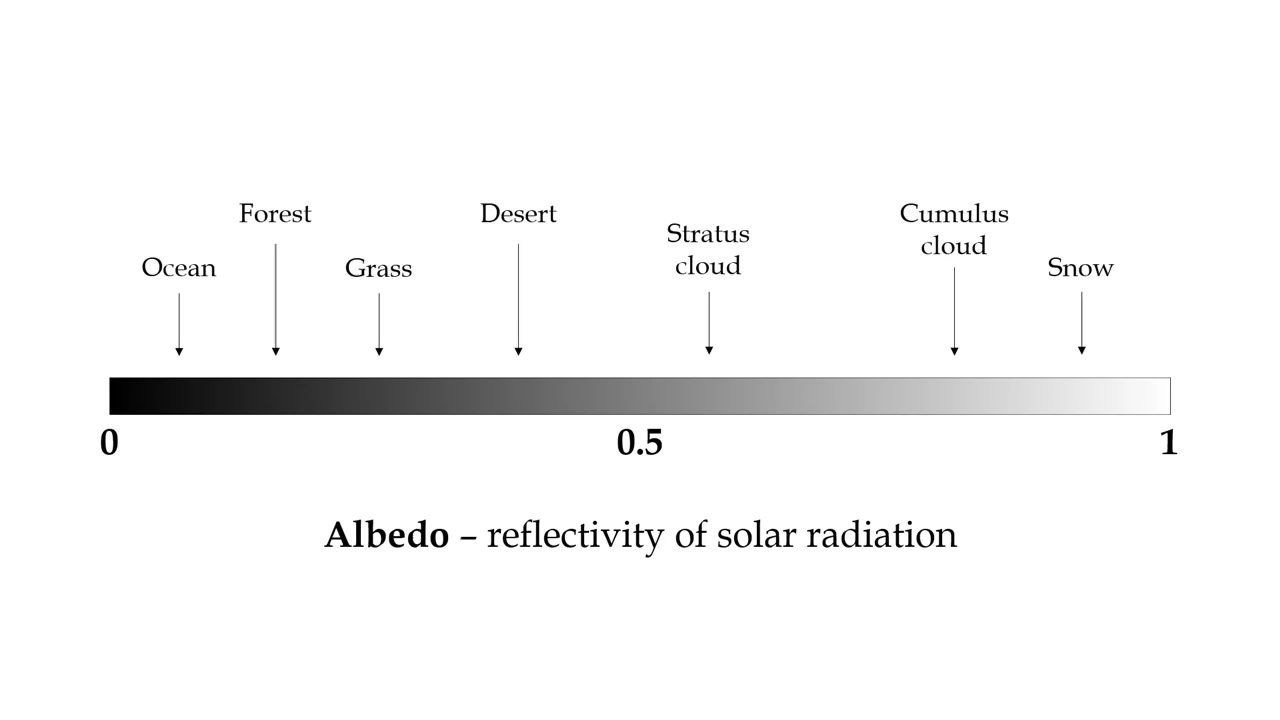 Forest
Desert
Cumulus
cloud
Stratus
cloud
Ocean
Grass
Snow
0
0.5
1
Albedo – reflectivity of solar radiation